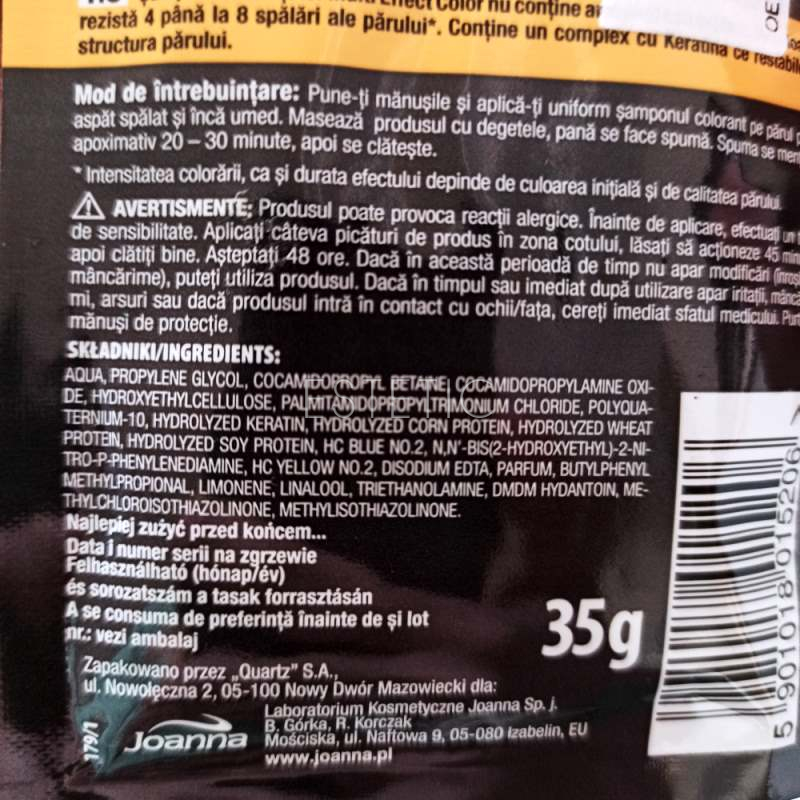 Effect Color nu conține
rezistă 4 până la 8 spălări ale părului*. Conține un complex cu Keratină ce
structura părului.
Mod de întrebuințare: Pune-ți mănușile și aplică-ți uniform șamponul colorant pe părul
aspăt spălat și încă umed. Masează produsul cu degetele, pană se face spumă. Spuma se
apoximativ 20 – 30 minute, apoi se clătește.
* Intensitatea colorării, ca și durata efectului depinde de culoarea inițială și de calitatea părului.
AVERTISMENTE: Produsul poate provoca reacții alergice. Înainte de aplicare, efectuați un
de sensibilitate. Aplicați câteva picături de produs în zona cotului, lăsați să acționeze 45
apoi clătiți bine. Așteptați 48 ore. Dacă în această perioadă de timp nu apar modificări
mâncărime), puteți utiliza produsul. Dacă în timpul sau imediat după utilizare apar iritații,
mi, arsuri sau dacă produsul intră în contact cu ochii/fața, cereți imediat sfatul medicului.
mănuși de protecție.
SKŁADNIKI/INGREDIENTS:
AQUA, PROPYLENE GLYCOL, COCAMIDOPROPYL BETAINE, COCAMIDOPROPYLAMINE OXI-
DE, HYDROXYETHYLCELLULOSE, PALMITAMIDOPROPYLTRIMONIUM CHLORIDE, POLYQUA-
TERNIUM-10, HYDROLYZED KERATIN, HYDROLYZED CORN PROTEIN, HYDROLYZED WHEAT
PROTEIN, HYDROLYZED SOY PROTEIN, HC BLUE NO.2, N,N'-BIS(2-HYDROXYETHYL)-2-NI-
TRO-P-PHENYLENEDIAMINE, HC YELLOW NO.2, DISODIUM EDTA, PARFUM, BUTYLPHENYL
METHYLPROPIONAL, LIMONENE, LINALOOL, TRIETHANOLAMINE, DMDM HYDANTOIN, ME-
THYLCHLOROISOTHIAZOLINONE, METHYLISOTHIAZOLINONE.
Najlepiej zużyć przed końcem...
Data i numer serii na zgrzewie
Felhasználható (hónap/év)
és sorozatszám a tasak forrasztásán
A se consuma de preferință înainte de și lot
nr.: vezi ambalaj
35g
Zapakowano przez „Quartz” S.A.,
ul. Nowołęczna 2, 05-100 Nowy Dwór Mazowiecki dla:
Laboratorium Kosmetyczne Joanna Sp. j.
B. Górka, R. Korczak
Mościska, ul. Naftowa 9, 05-080 Izabelin, EU
www.joanna.pl
Joanna
179/1
5 901018 015206